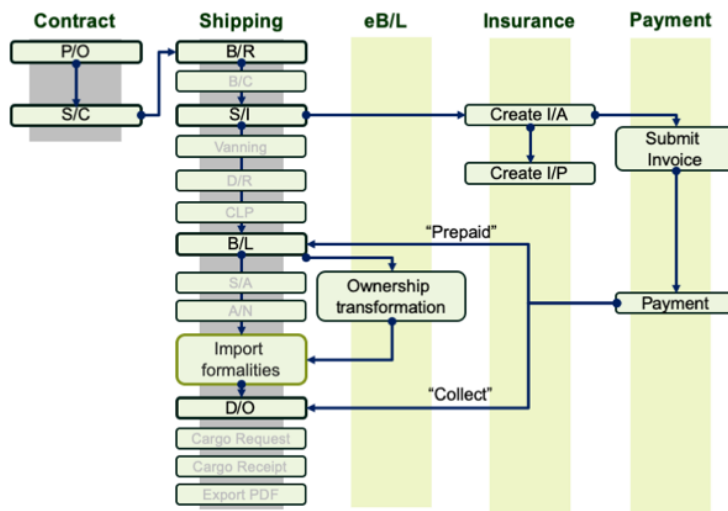 Contract
Shipping
eB/L
Insurance
Payment
P/O
S/C
B/R
B/C
S/I
Vanning
D/R
CLP
B/L
S/A
A/N
Import
formalities
D/O
Cargo Request
Cargo Receipt
Export PDF
Ownership
transformation
Create I/A
Create I/P
Submit
Invoice
Payment
“Prepaid”
“Collect”